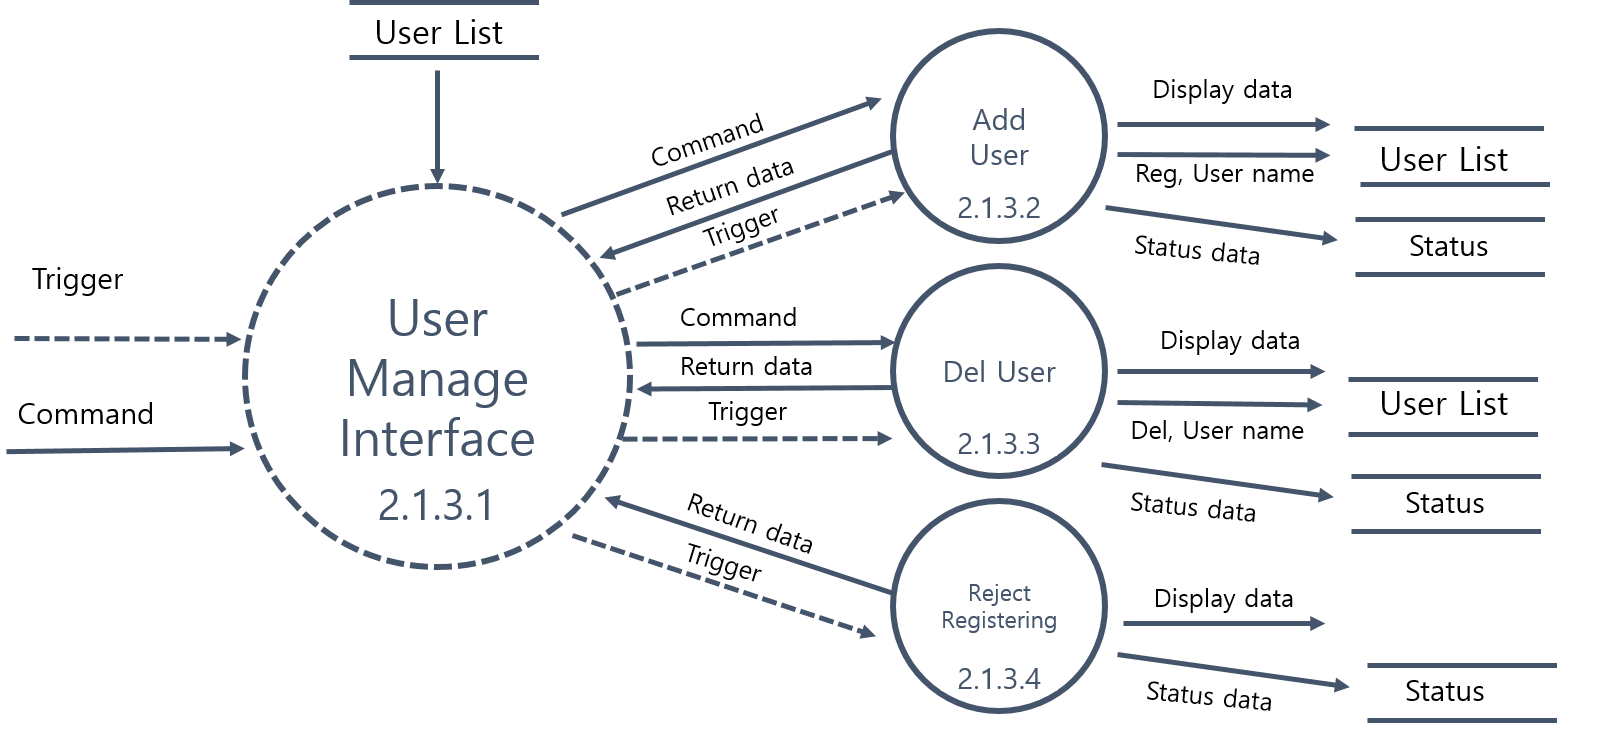 User List
Trigger
Command
User
Manage
Interface
2.1.3.1
Command
Return data
Trigger
Add
User
2.1.3.2
Display data
Reg, User name
User List
Status data
Status
Command
Return data
Trigger
Del User
2.1.3.3
Display data
Del, User name
User List
Status data
Status
Return data
Trigger
Reject
Registering
2.1.3.4
Display data
Status data
Status